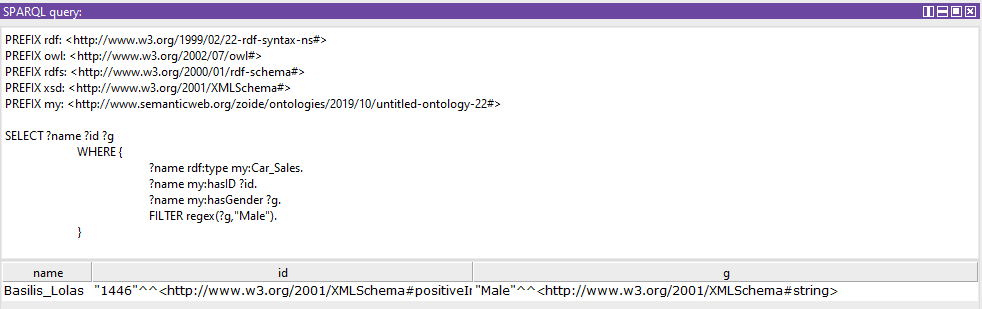 SPARQL query:
PREFIX rdf: <http://www.w3.org/1999/02/22-rdf-syntax-ns#>
PREFIX owl: <http://www.w3.org/2002/07/owl#>
PREFIX rdfs: <http://www.w3.org/2000/01/rdf-schema#>
PREFIX xsd: <http://www.w3.org/2001/XMLSchema#>
PREFIX my: <http://www.semanticweb.org/zoide/ontologies/2019/10/untitled-ontology-22#>
SELECT ?name ?id ?g
WHERE {
?name rdf:type my:Car_Sales.
?name my:hasID ?id.
?name my:hasGender ?g.
FILTER regex(?g,"Male").
}
name id g
Basilis_Lolas "1446"^^<http://www.w3.org/2001/XMLSchema#positiveIr "Male"^^<http://www.w3.org/2001/XMLSchema#string>